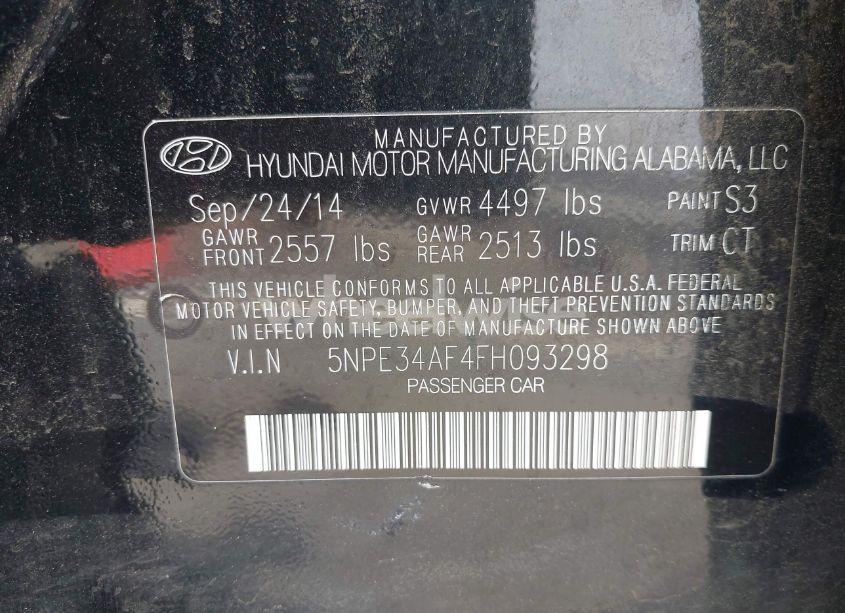 MANUFACTURED BY
HYUNDAI MOTOR MANUFACTURING ALABAMA, LLC
Sep/24/14 GVWR 4497 lbs PAINT S3
GAWR FRONT 2557 lbs GAWR REAR 2513 lbs TRIM CT
THIS VEHICLE CONFORMS TO ALL APPLICABLE U.S.A. FEDERAL
MOTOR VEHICLE SAFETY, BUMPER, AND THEFT PREVENTION STANDARDS
IN EFFECT ON THE DATE OF MANUFACTURE SHOWN ABOVE
V.I.N 5NPE34AF4FH093298
PASSENGER CAR